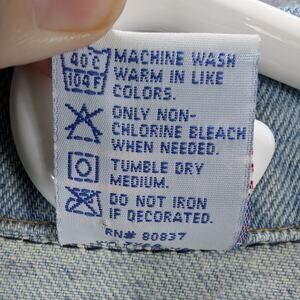 40°C MACHINE WASH
104°F WARM IN LIKE
COLORS.
ONLY NON-
CHLORINE BLEACH
WHEN NEEDED.
TUMBLE DRY
MEDIUM.
DO NOT IRON
IF DECORATED.
RN# 80837